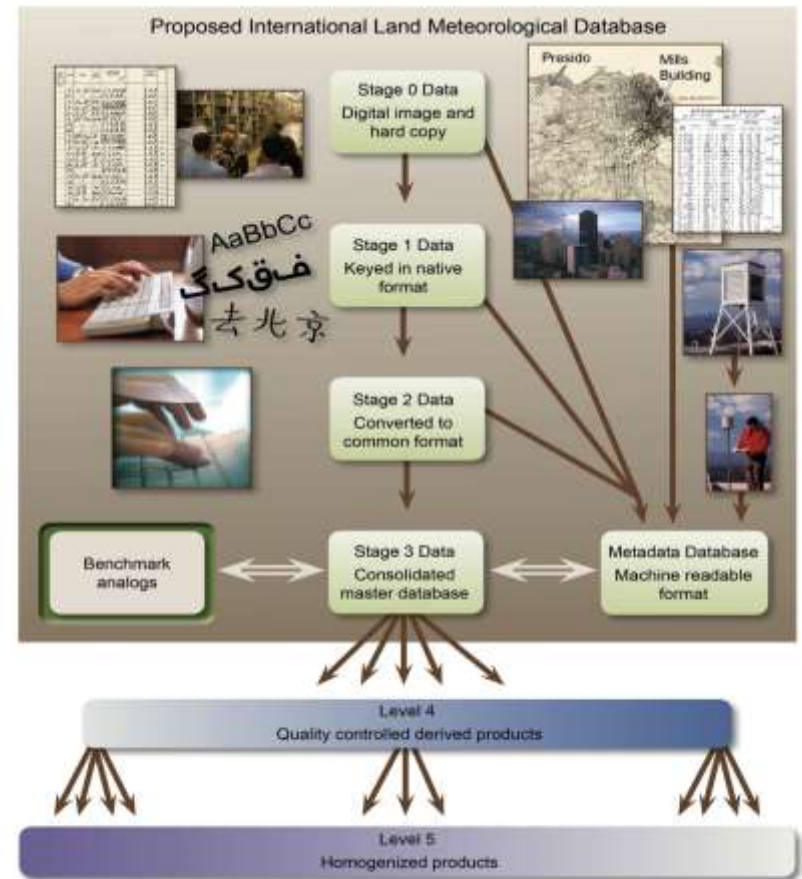 Proposed International Land Meteorological Database
Presido
Mills
Building
Stage 0 Data
Digital image and
hard copy
AaBbCc
ف‌ق‌ک‌گ
去北京
Stage 1 Data
Keyed in native
format
Stage 2 Data
Converted to
common format
Benchmark
analogs
Stage 3 Data
Consolidated
master database
Metadata Database
Machine readable
format
Level 4
Quality controlled derived products
Level 5
Homogenized products